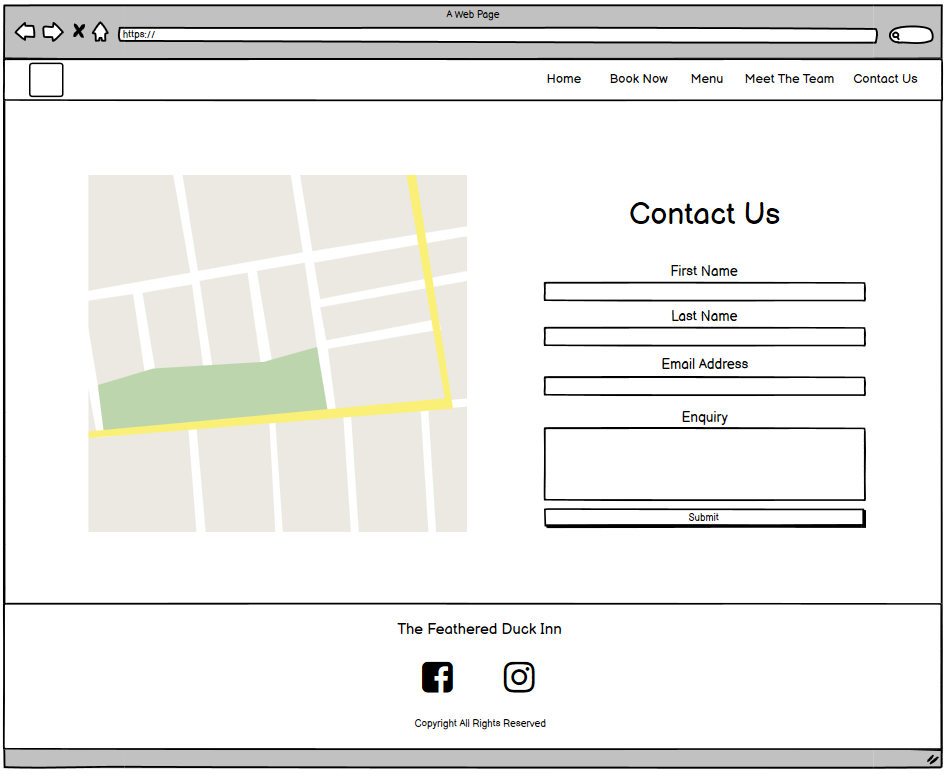 A Web Page
https://
Home Book Now Menu Meet The Team Contact Us
Contact Us
First Name
Last Name
Email Address
Enquiry
Submit
The Feathered Duck Inn
Copyright All Rights Reserved